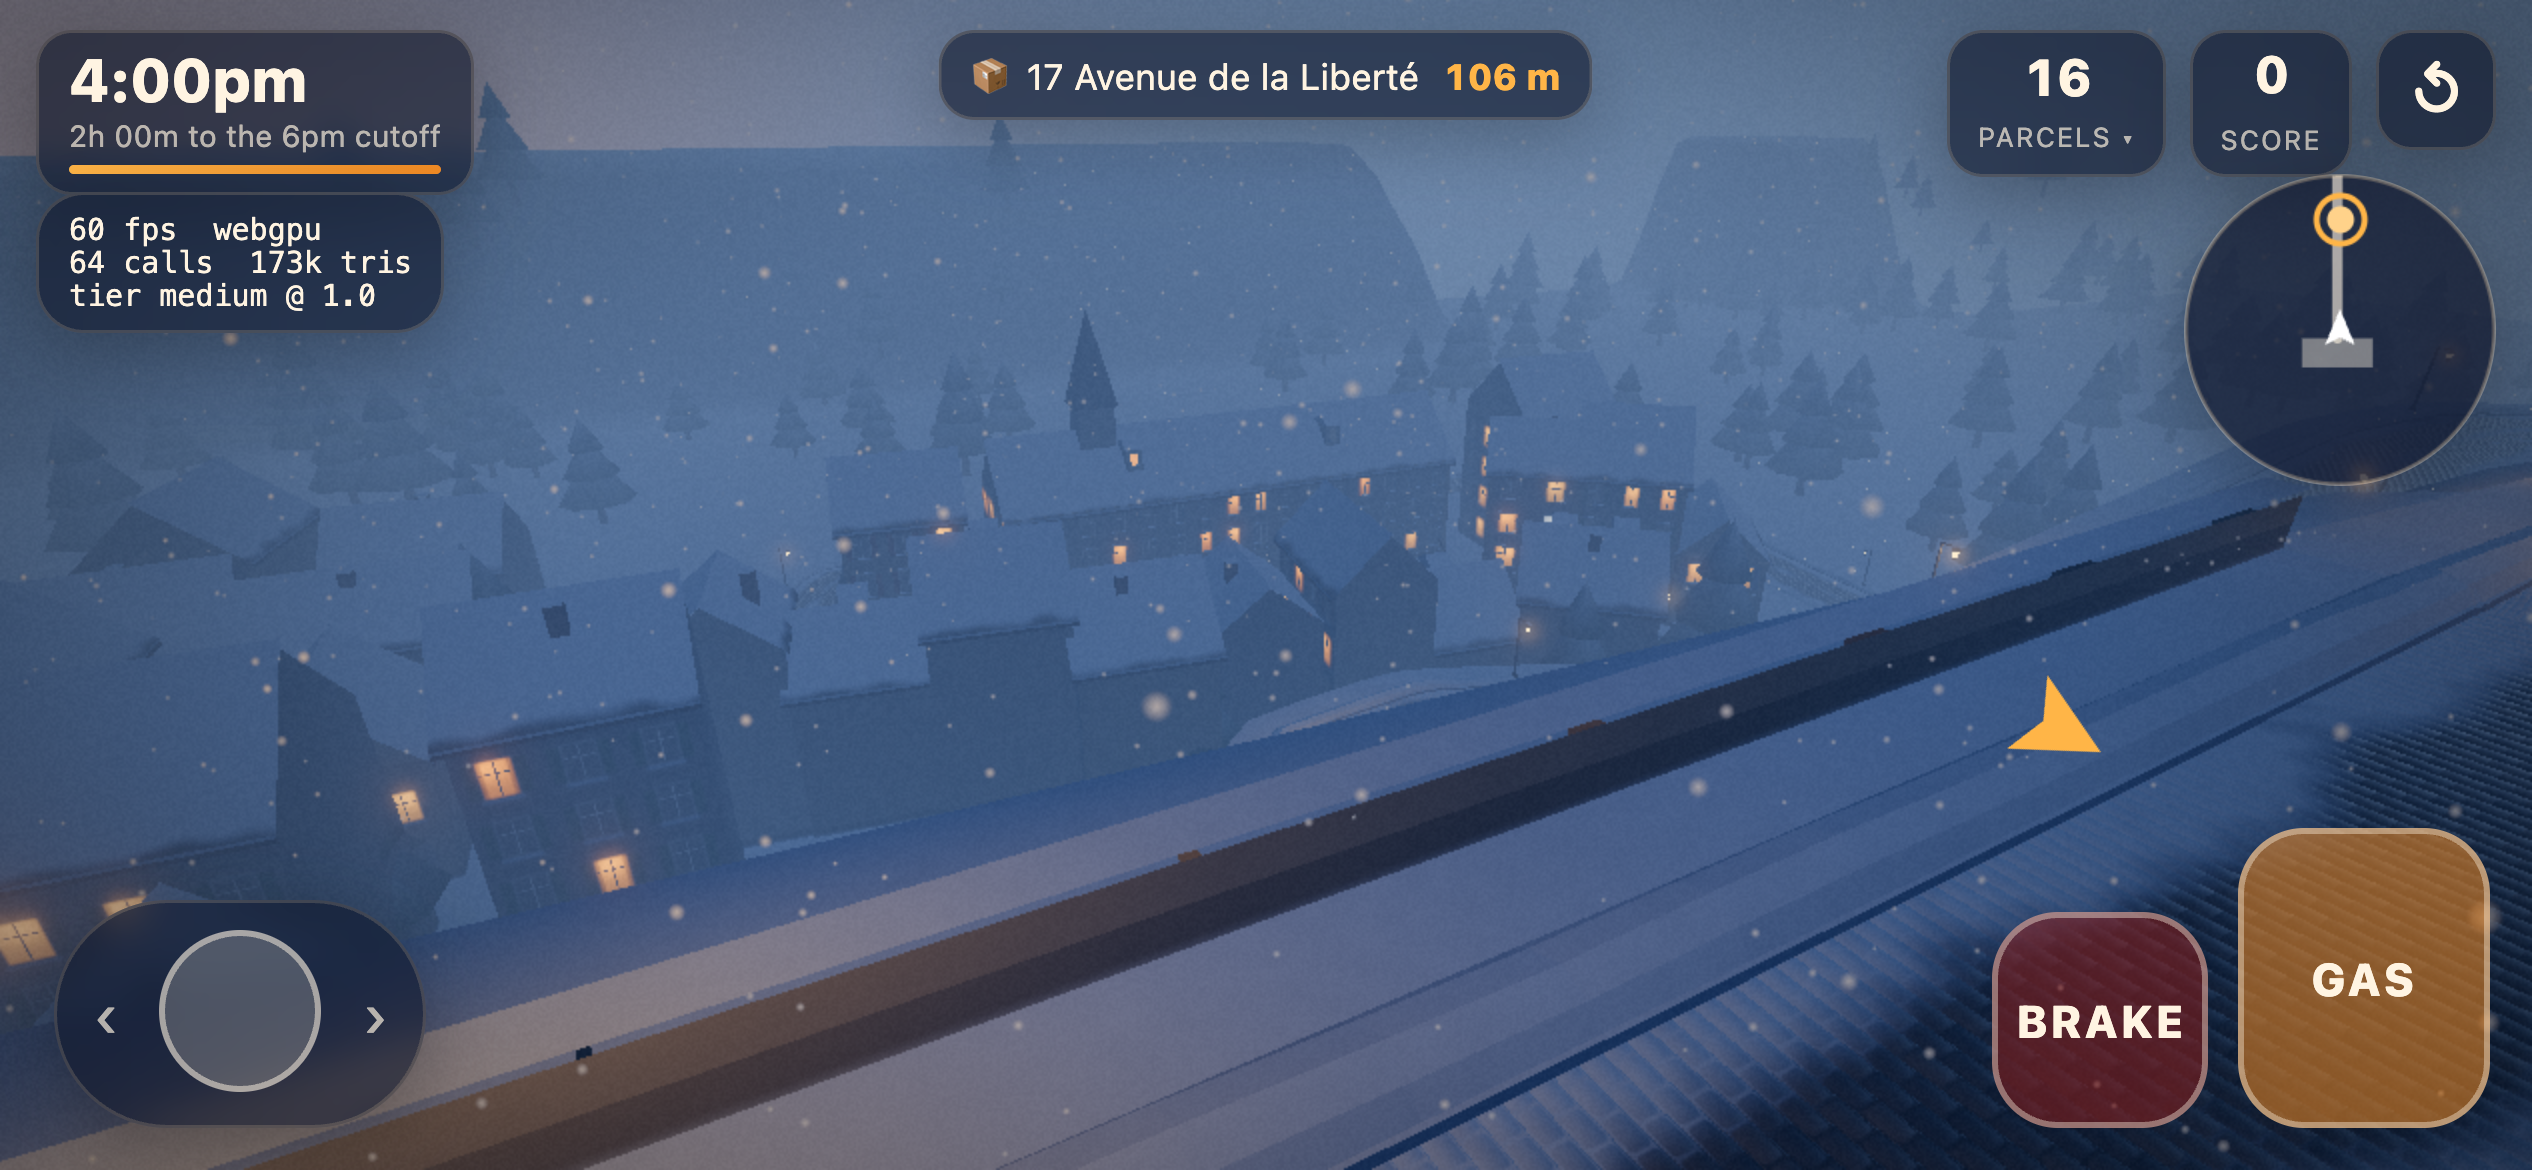 4:00pm
2h 00m to the 6pm cutoff
60 fps webgpu
64 calls 173k tris
tier medium @ 1.0
17 Avenue de la Liberté 106 m
16
PARCELS ▾
0
SCORE
‹ ›
BRAKE
GAS